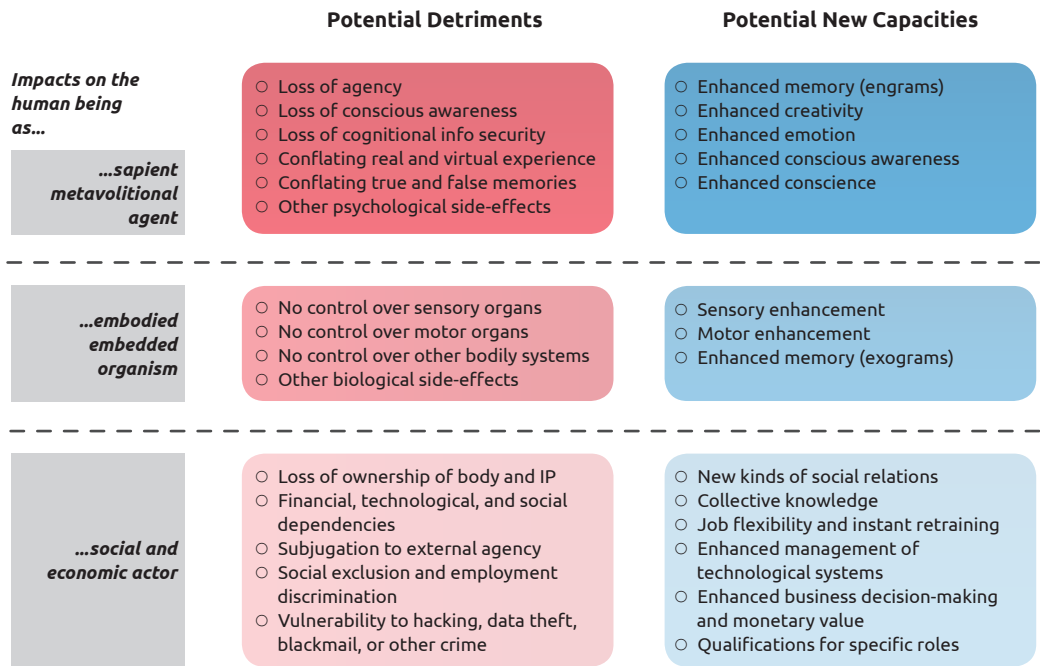 Potential Detriments
Potential New Capacities
Impacts on the
human being
as...
...sapient
metavolitional
agent
○ Loss of agency
○ Loss of conscious awareness
○ Loss of cognitional info security
○ Conflating real and virtual experience
○ Conflating true and false memories
○ Other psychological side-effects
○ Enhanced memory (engrams)
○ Enhanced creativity
○ Enhanced emotion
○ Enhanced conscious awareness
○ Enhanced conscience
...embodied
embedded
organism
○ No control over sensory organs
○ No control over motor organs
○ No control over other bodily systems
○ Other biological side-effects
○ Sensory enhancement
○ Motor enhancement
○ Enhanced memory (exograms)
...social and
economic actor
○ Loss of ownership of body and IP
○ Financial, technological, and social
dependencies
○ Subjugation to external agency
○ Social exclusion and employment
discrimination
○ Vulnerability to hacking, data theft,
blackmail, or other crime
○ New kinds of social relations
○ Collective knowledge
○ Job flexibility and instant retraining
○ Enhanced management of
technological systems
○ Enhanced business decision-making
and monetary value
○ Qualifications for specific roles